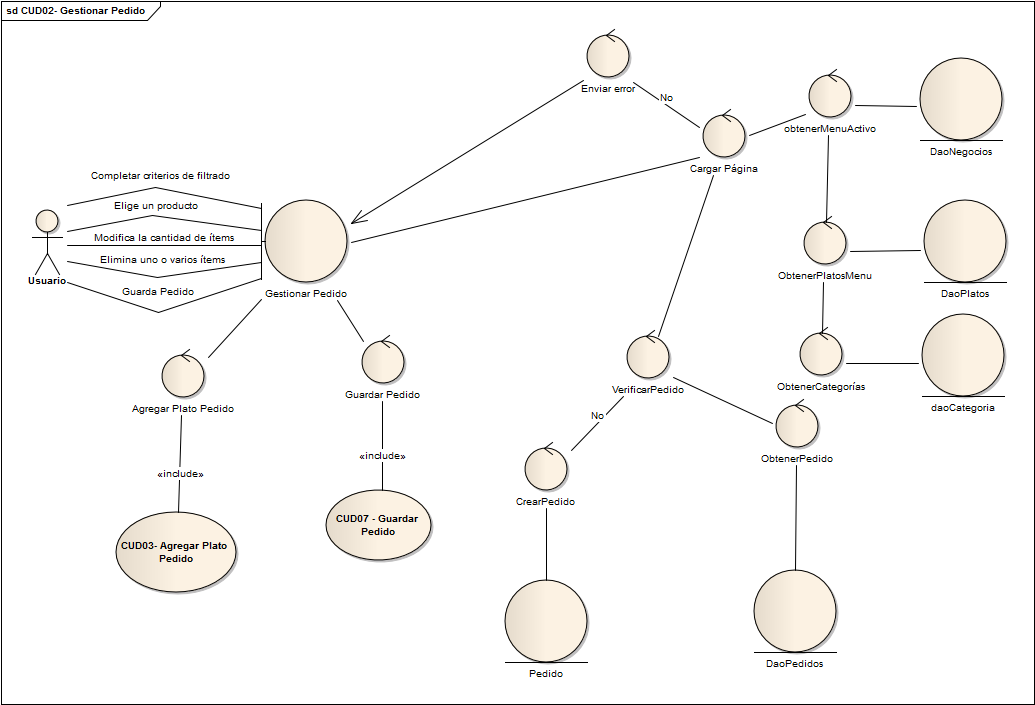 sd CUD02- Gestionar Pedido
Enviar error
No
Cargar Página
obtenerMenuActivo
DaoNegocios
Completar criterios de filtrado
Elige un producto
Modifica la cantidad de ítems
Elimina uno o varios ítems
Guarda Pedido
Usuario
Gestionar Pedido
ObtenerPlatosMenu
DaoPlatos
Agregar Plato Pedido
Guardar Pedido
VerificarPedido
ObtenerCategorías
daoCategoria
No
ObtenerPedido
«include»
«include»
CrearPedido
CUD03- Agregar Plato
Pedido
CUD07 - Guardar
Pedido
Pedido
DaoPedidos